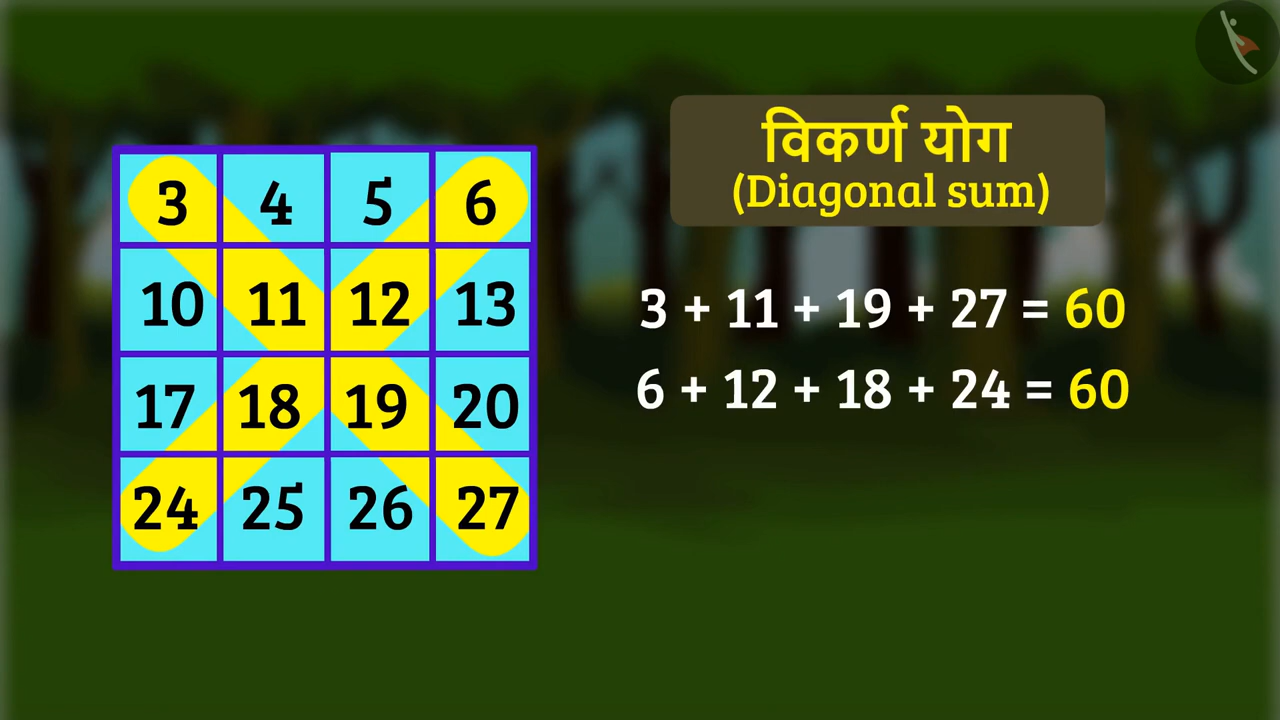 3 4 5 6
10 11 12 13
17 18 19 20
24 25 26 27
विकर्ण योग
(Diagonal sum)
3 + 11 + 19 + 27 = 60
6 + 12 + 18 + 24 = 60